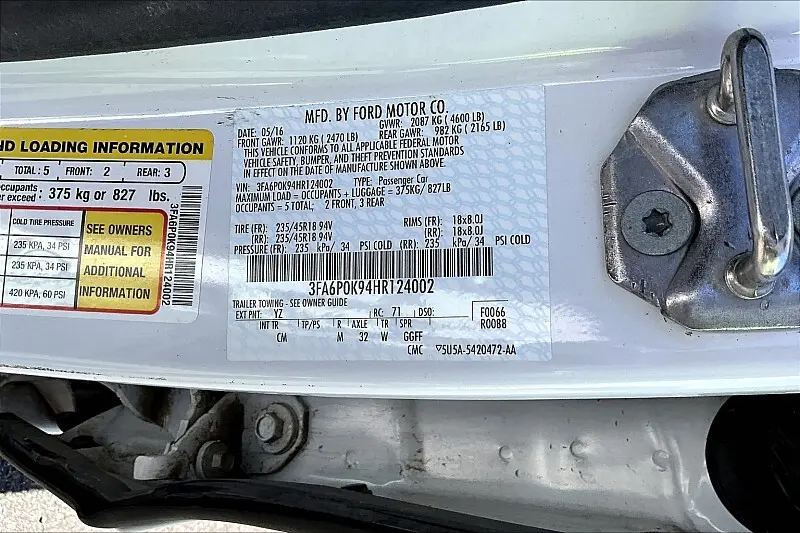 ND LOADING INFORMATION
TOTAL: 5 FRONT: 2 REAR: 3
occupants
er exceed: 375 kg or 827 lbs.
COLD TIRE PRESSURE
235 KPA, 34 PSI
235 KPA, 34 PSI
420 KPA, 60 PSI
SEE OWNERS
MANUAL FOR
ADDITIONAL
INFORMATION
3FA6P0K94HR124002
MFD. BY FORD MOTOR CO.
DATE: 05/16 GVWR: 2087 KG (4600 LB)
FRONT GAWR: 1120 KG (2470 LB) REAR GAWR: 982 KG (2165 LB)
THIS VEHICLE CONFORMS TO ALL APPLICABLE FEDERAL MOTOR
VEHICLE SAFETY, BUMPER, AND THEFT PREVENTION STANDARDS
IN EFFECT ON THE DATE OF MANUFACTURE SHOWN ABOVE.
VIN: 3FA6P0K94HR124002 TYPE: Passenger Car
MAXIMUM LOAD = OCCUPANTS + LUGGAGE = 375KG/ 827LB
OCCUPANTS = 5 TOTAL; 2 FRONT, 3 REAR
TIRE (FR): 235/45R18 94V RIMS (FR): 18x8.0J
(RR): 235/45R18 94V (RR): 18x8.0J
PRESSURE (FR): 235 kPa/ 34 PSI COLD (RR): 235 kPa/ 34 PSI COLD
3FA6P0K94HR124002
TRAILER TOWING - SEE OWNER GUIDE
EXT PNT: YZ RC: 71 DSO: F0066
INT TR TP/PS R AXLE TR SPR R0088
CM M 32 W GGFF
CMC ▽5U5A-5420472-AA